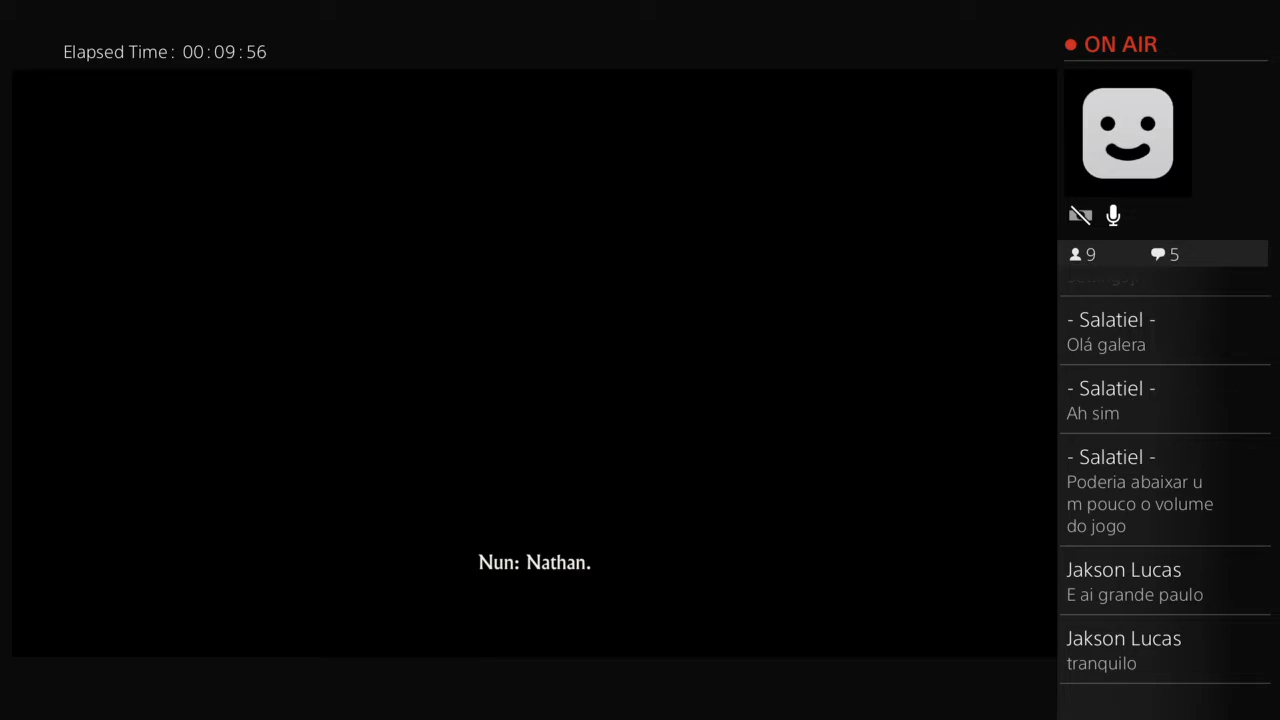 Elapsed Time: 00:09:56
ON AIR
9
5
- Salatiel -
Olá galera
- Salatiel -
Ah sim
- Salatiel -
Poderia abaixar u
m pouco o volume
do jogo
Nun: Nathan.
Jakson Lucas
E ai grande paulo
Jakson Lucas
tranquilo